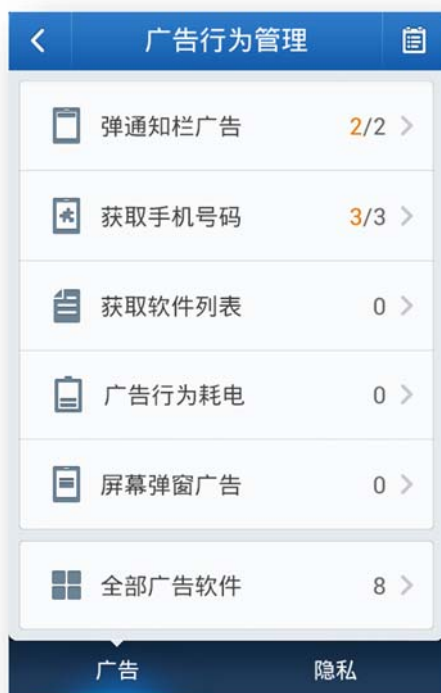 广告行为管理
弹通知栏广告 2/2
获取手机号码 3/3
获取软件列表 0
广告行为耗电 0
屏幕弹窗广告 0
全部广告软件 8
广告 隐私